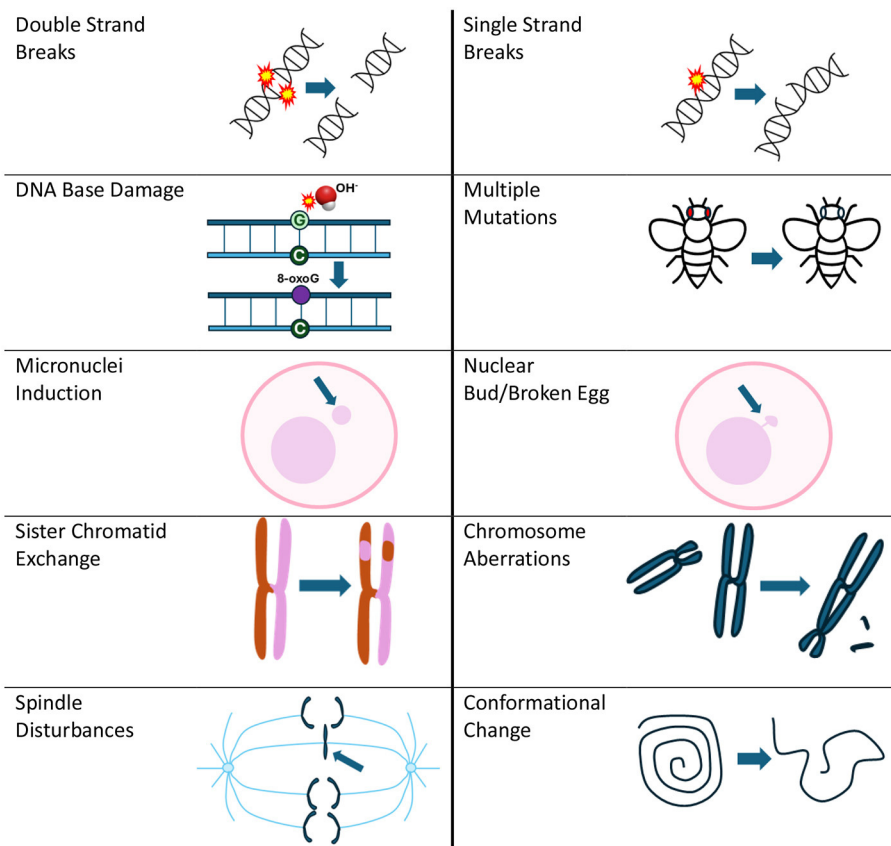 Double Strand
Breaks
Single Strand
Breaks
DNA Base Damage
OH-
G
C
8-oxoG
C
Multiple
Mutations
Micronuclei
Induction
Nuclear
Bud/Broken Egg
Sister Chromatid
Exchange
Chromosome
Aberrations
Spindle
Disturbances
Conformational
Change